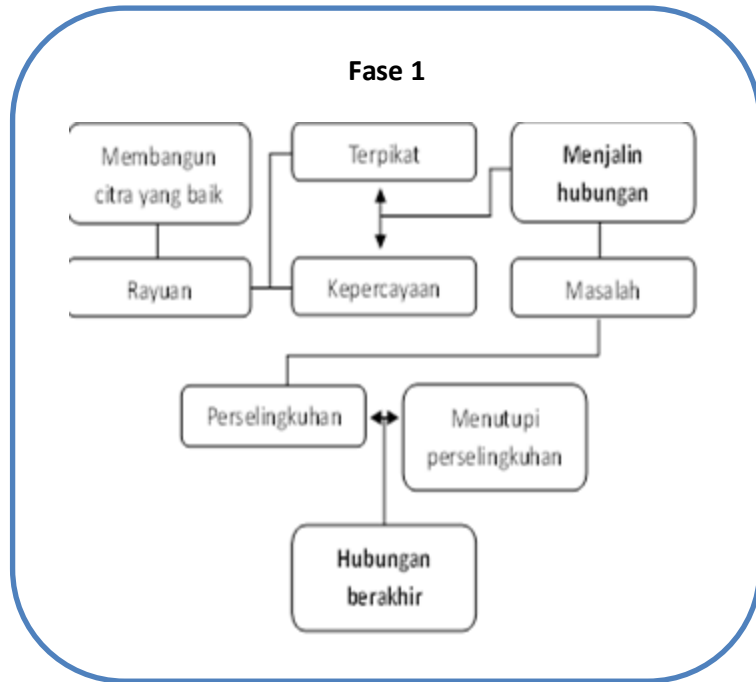 Fase 1
Membangun
citra yang baik
Terpikat
Menjalin
hubungan
Rayuan
Kepercayaan
Masalah
Perselingkuhan
Menutupi
perselingkuhan
Hubungan
berakhir